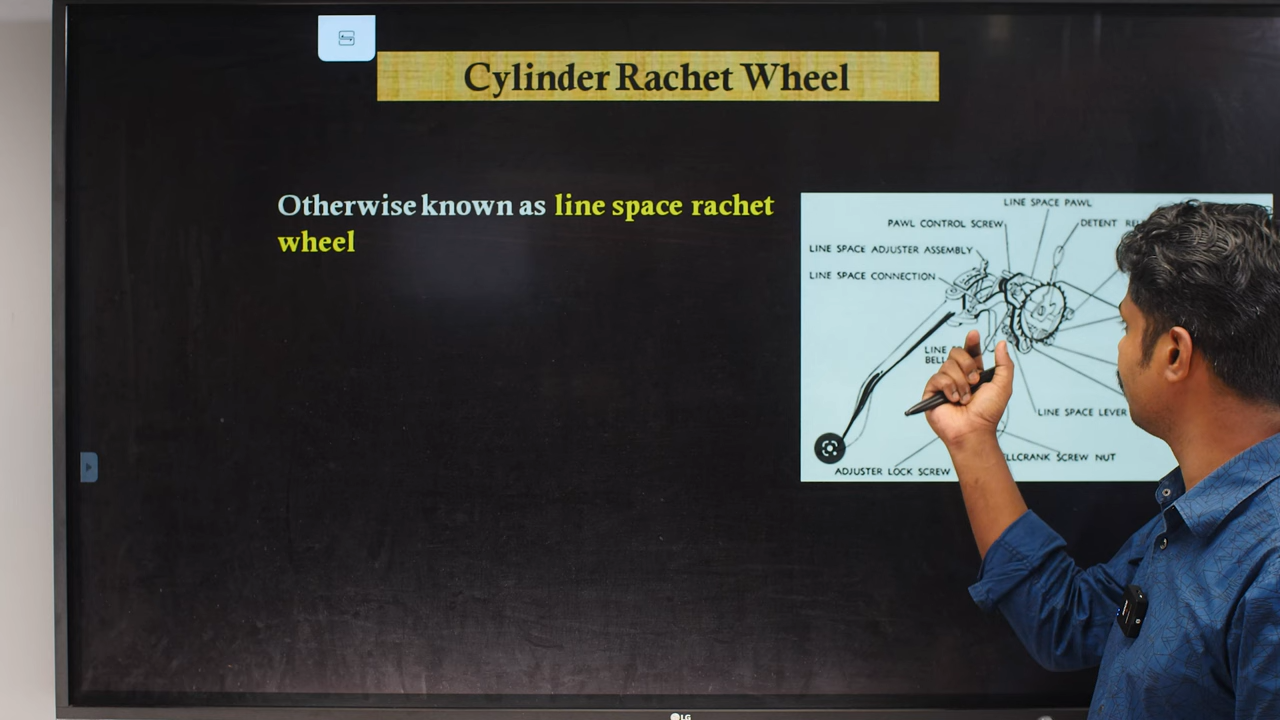 Cylinder Rachet Wheel
Otherwise known as line space rachet
wheel
LINE SPACE PAWL
PAWL CONTROL SCREW
DETENT
LINE SPACE ADJUSTER ASSEMBLY
LINE SPACE CONNECTION
LINE
LINE SPACE LEVER
SCREW NUT
ADJUSTER LOCK SCREW
LG